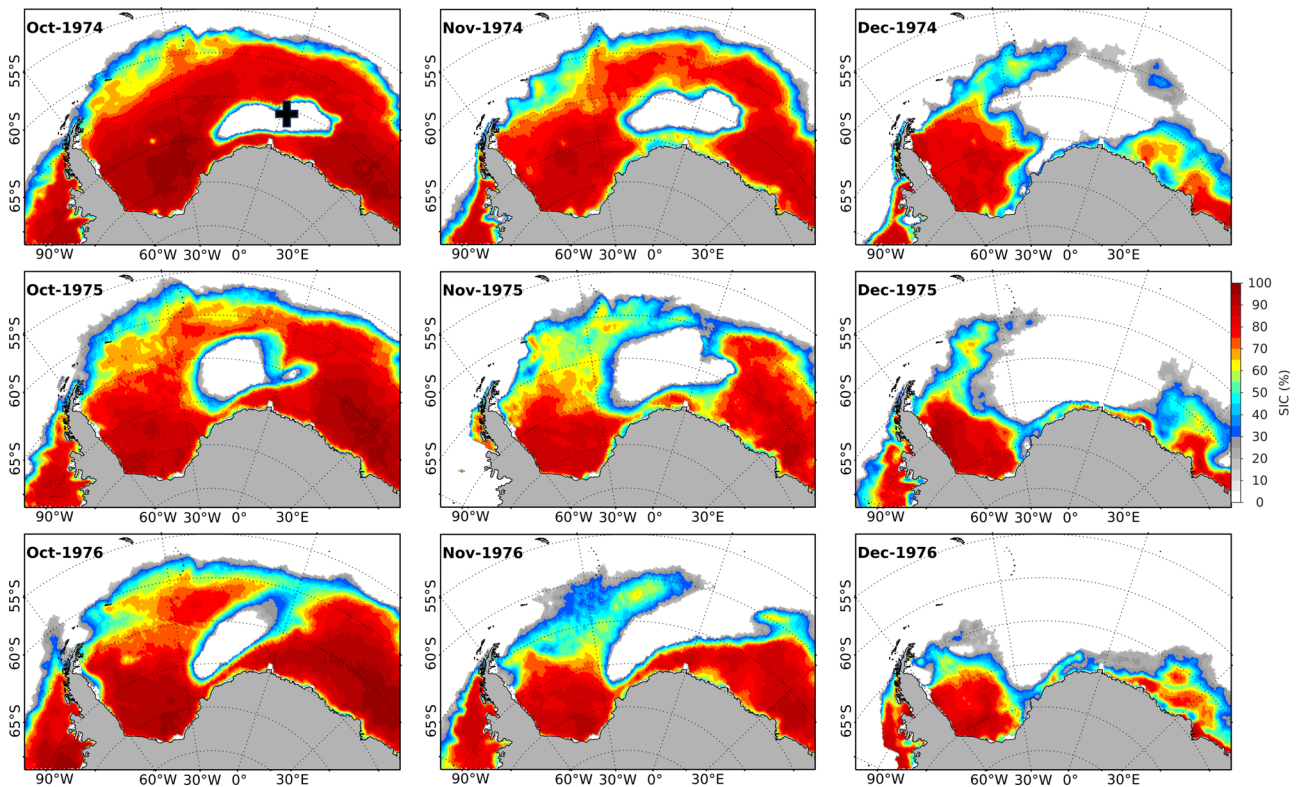 Oct-1974
Nov-1974
Dec-1974
55°S
60°S
65°S
55°S
60°S
65°S
55°S
60°S
65°S
90°W 60°W 30°W 0° 30°E
90°W 60°W 30°W 0° 30°E
90°W 60°W 30°W 0° 30°E
Oct-1975
Nov-1975
Dec-1975
55°S
60°S
65°S
55°S
60°S
65°S
55°S
60°S
65°S
100
90
80
70
60
50
40
30
20
10
0
SIC (%)
90°W 60°W 30°W 0° 30°E
90°W 60°W 30°W 0° 30°E
90°W 60°W 30°W 0° 30°E
Oct-1976
Nov-1976
Dec-1976
55°S
60°S
65°S
55°S
60°S
65°S
55°S
60°S
65°S
90°W 60°W 30°W 0° 30°E
90°W 60°W 30°W 0° 30°E
90°W 60°W 30°W 0° 30°E